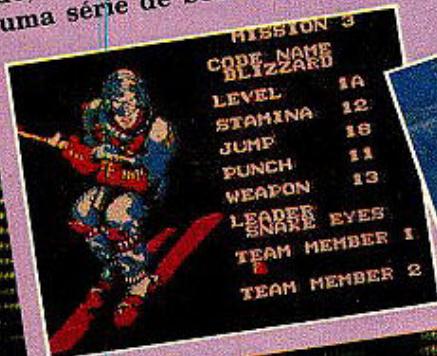 uma série de
MISSION 3
CODE NAME
BLIZZARD
LEVEL 1A
STAMINA 12
JUMP 18
PUNCH 11
WEAPON 13
LEADER
SNAKE EYES
TEAM MEMBER 1
TEAM MEMBER 2